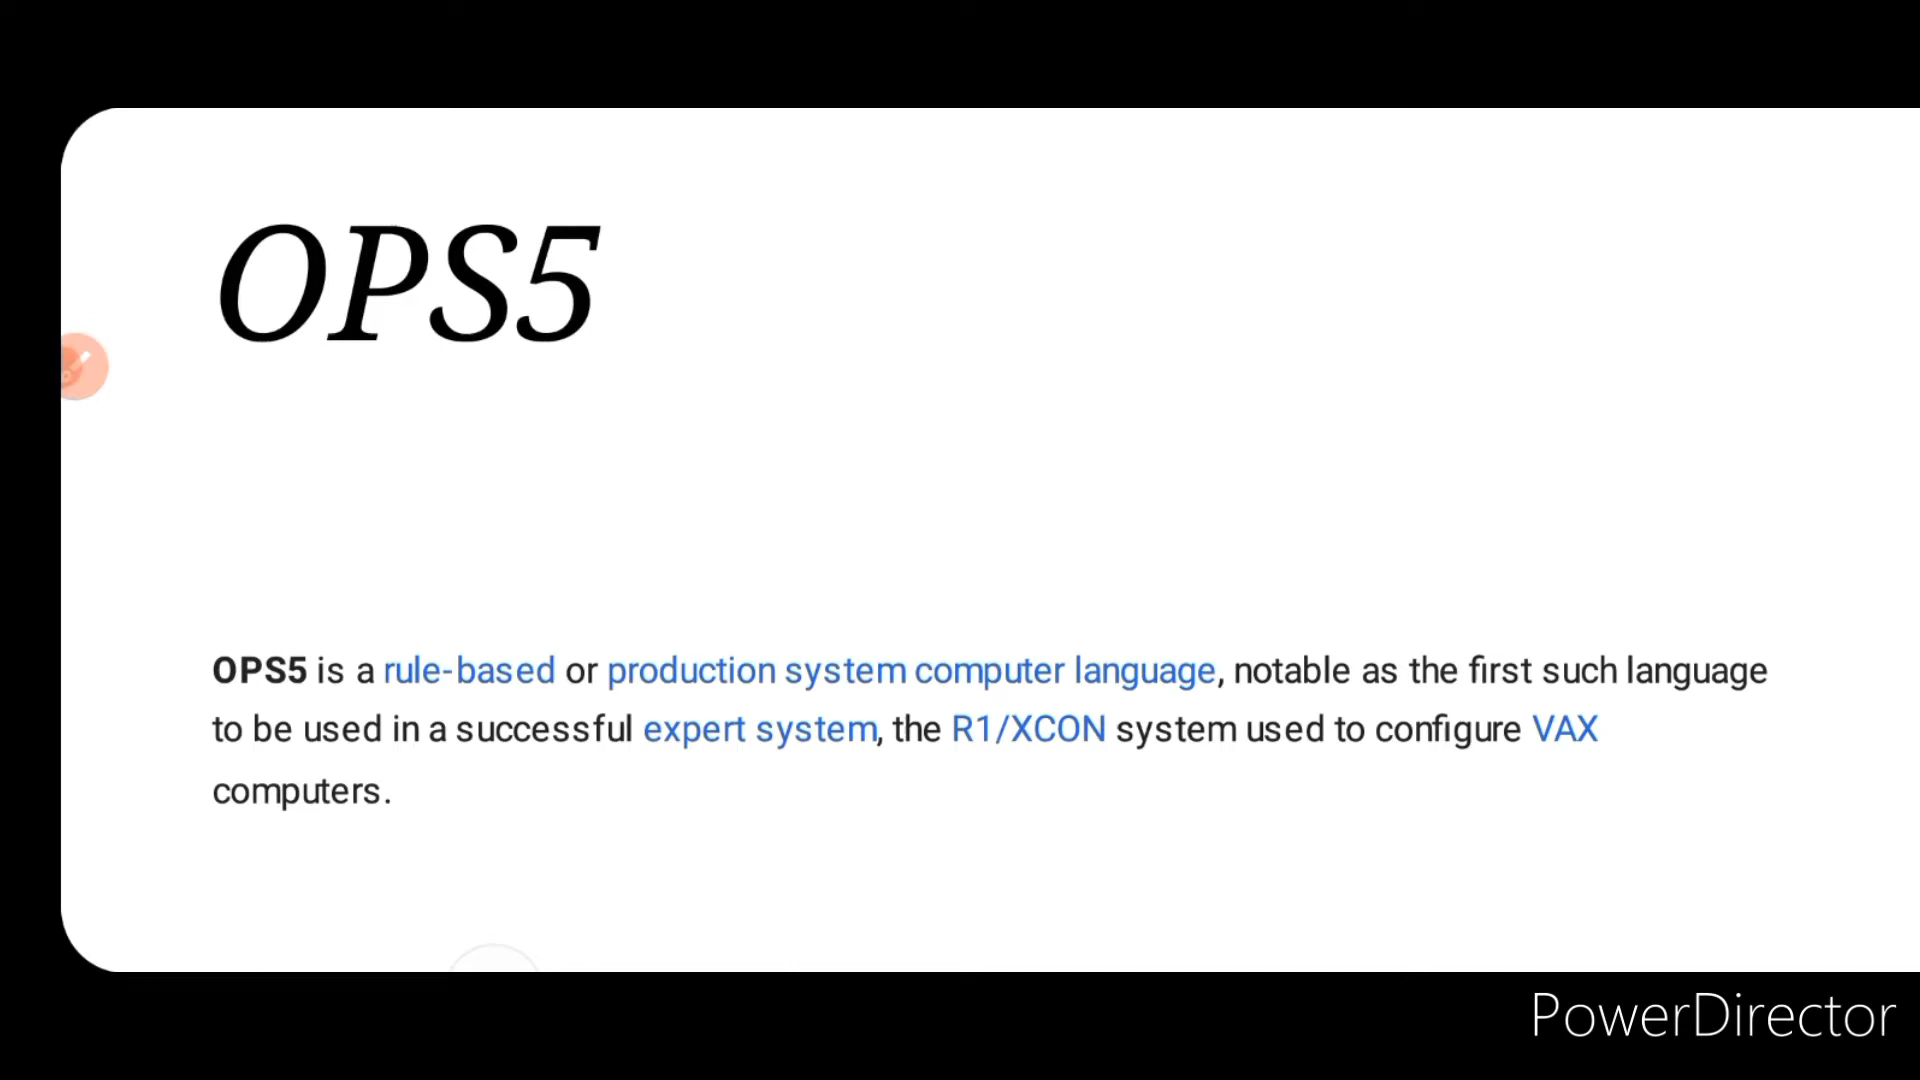 OPS5
OPS5 is a rule-based or production system computer language, notable as the first such language
to be used in a successful expert system, the R1/XCON system used to configure VAX
computers.
PowerDirector